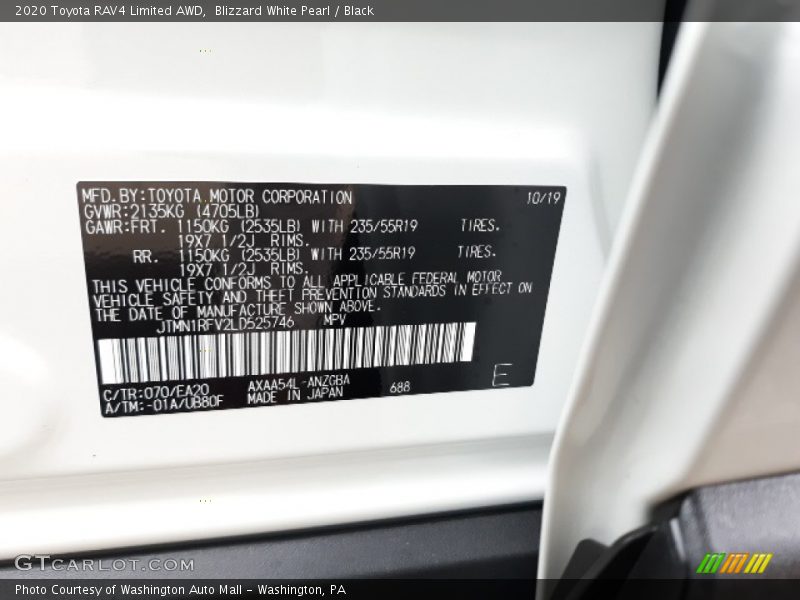 2020 Toyota RAV4 Limited AWD,  Blizzard White Pearl / Black
MFD.BY:TOYOTA MOTOR CORPORATION 10/19
GVWR:2135KG (4705LB)
GAWR:FRT. 1150KG (2535LB) WITH 235/55R19 TIRES.
19X7 1/2J RIMS.
RR. 1150KG (2535LB) WITH 235/55R19 TIRES.
19X7 1/2J RIMS.
THIS VEHICLE CONFORMS TO ALL APPLICABLE FEDERAL MOTOR
VEHICLE SAFETY AND THEFT PREVENTION STANDARDS IN EFFECT ON
THE DATE OF MANUFACTURE SHOWN ABOVE.
JTMN1RFV2LD525746 MPV
C/TR:070/EA20 AXAA54L-ANZGBA 688 E
A/TM:-01A/UB80F MADE IN JAPAN
GTCARLOT.COM
Photo Courtesy of Washington Auto Mall - Washington, PA